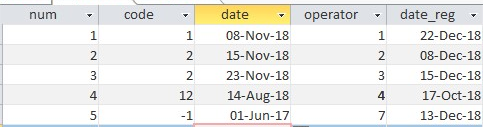 num code date operator date_reg
1 1 08-Nov-18 1 22-Dec-18
2 2 15-Nov-18 2 08-Dec-18
3 2 23-Nov-18 3 15-Dec-18
4 12 14-Aug-18 4 17-Oct-18
5 -1 01-Jun-17 7 13-Dec-18